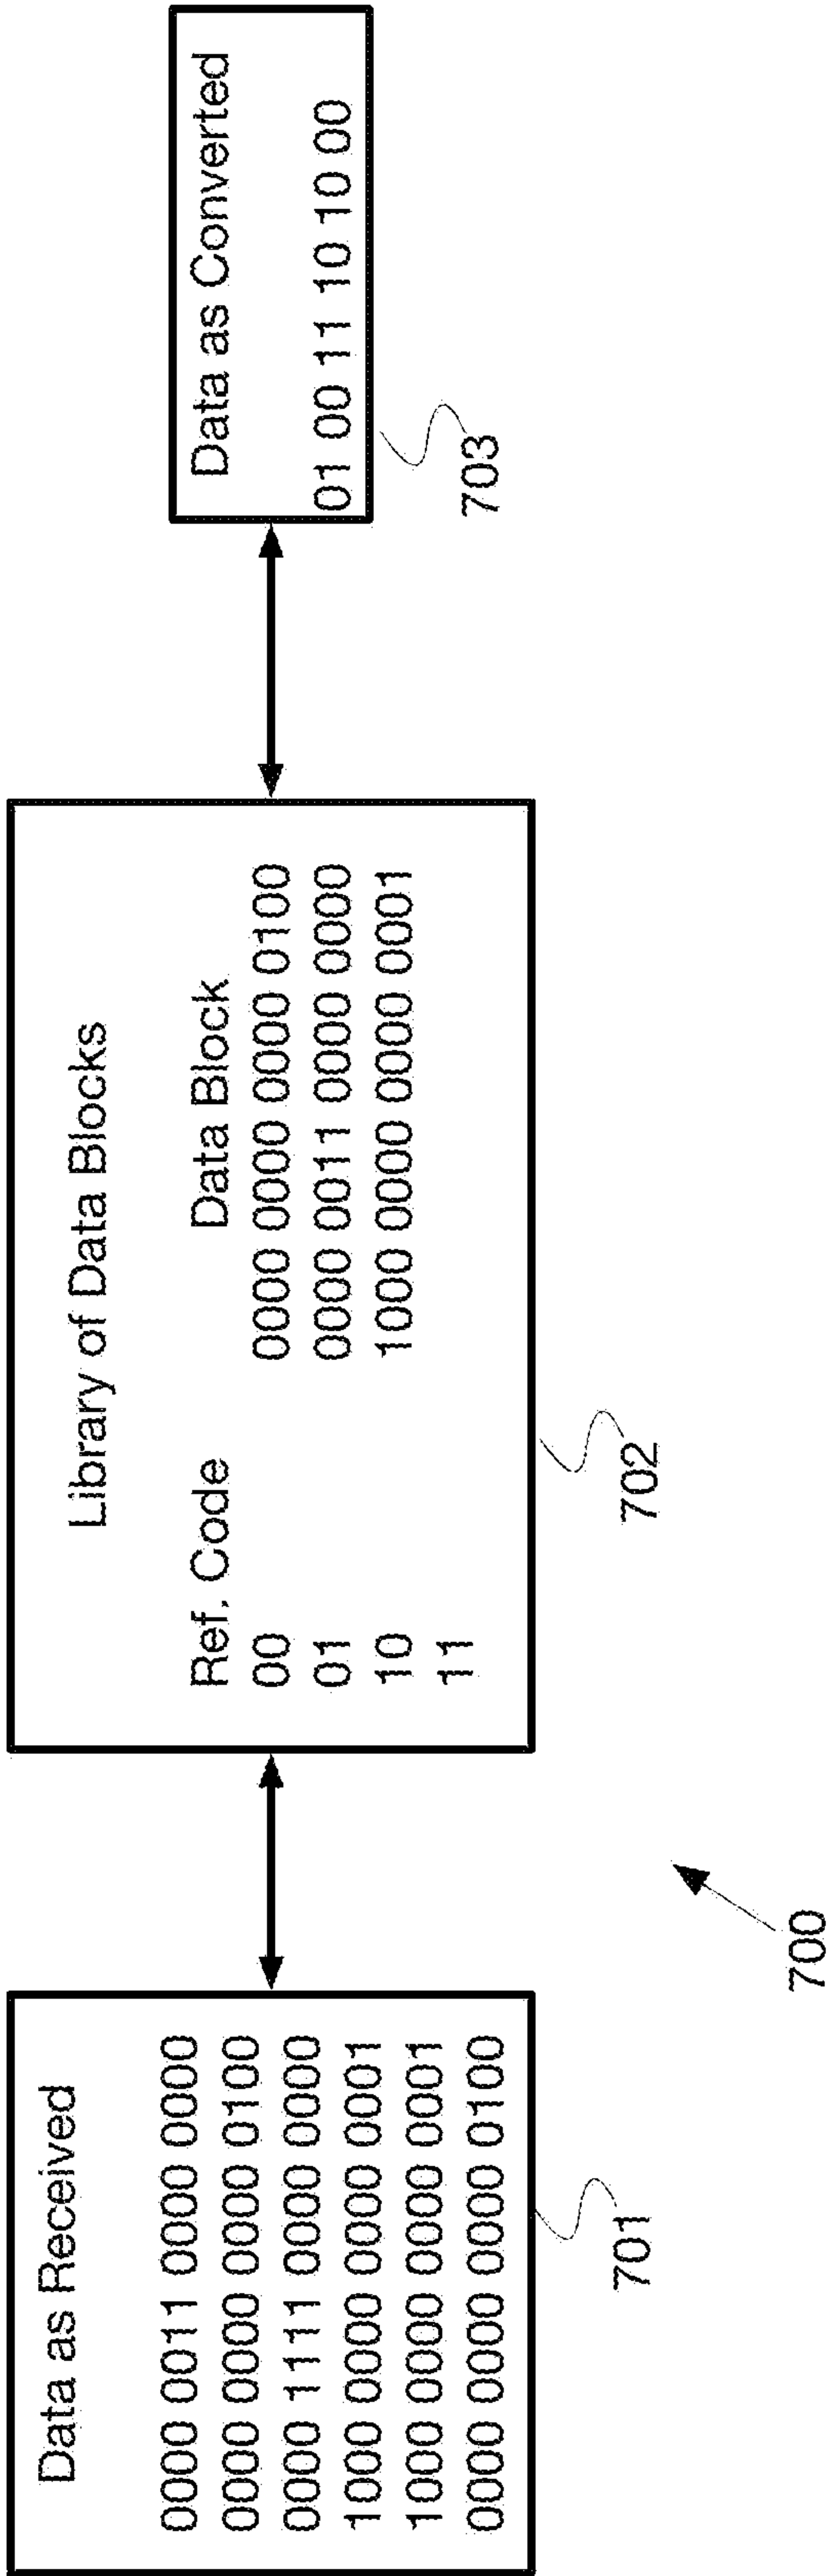 Data as Received
0000 0011 0000 0000
0000 0000 0000 0100
0000 1111 0000 0000
1000 0000 0000 0001
1000 0000 0000 0001
0000 0000 0000 0100
701
700
Library of Data Blocks
Ref. Code Data Block
00 0000 0000 0000 0100
01 0000 0011 0000 0000
10 1000 0000 0000 0001
11
702
Data as Converted
01 00 11 10 10 00
703